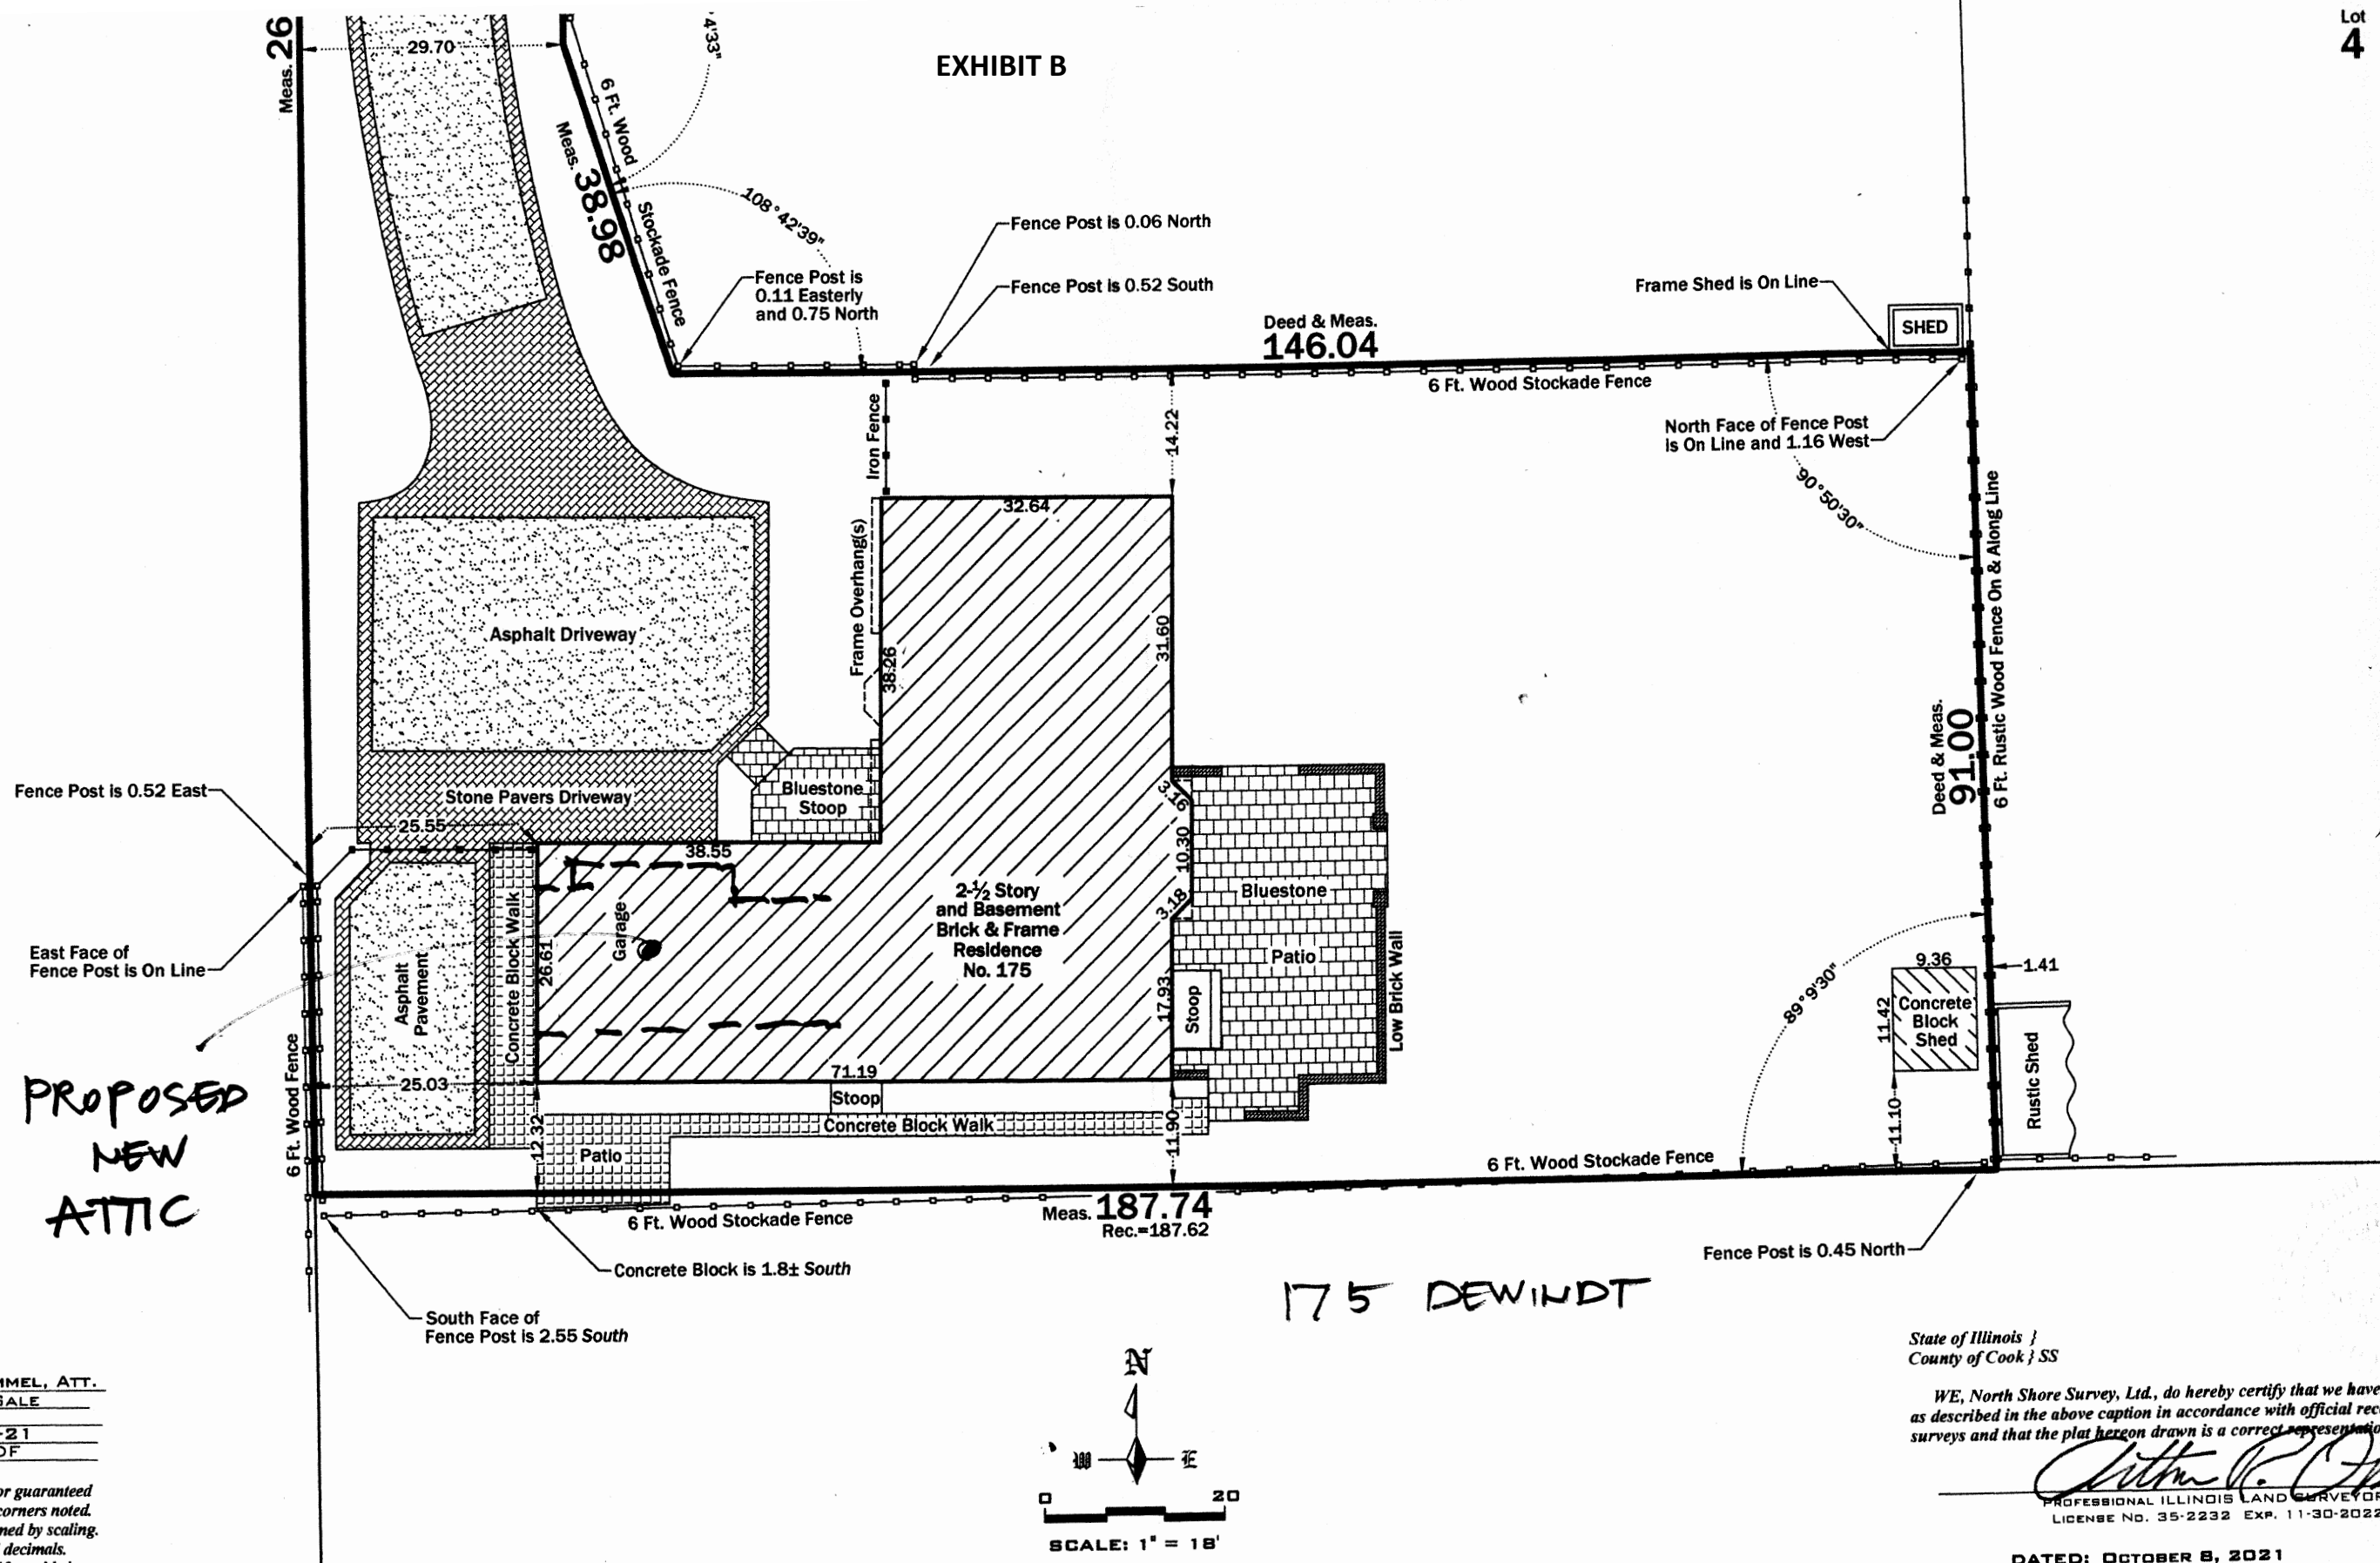 EXHIBIT B
Lot
4
Meas. 26
29.70
4'33"
6 Ft. Wood Stockade Fence
Meas. 38.98
108°42'39"
Fence Post is 0.06 North
Fence Post is
0.11 Easterly
and 0.75 North
Fence Post is 0.52 South
Deed & Meas.
146.04
6 Ft. Wood Stockade Fence
Frame Shed is On Line
SHED
North Face of Fence Post
is On Line and 1.16 West
90°50'30"
Iron Fence
14.22
32.64
Frame Overhang(s)
38.26
31.60
Asphalt Driveway
Deed & Meas.
91.00
6 Ft. Rustic Wood Fence On & Along Line
Bluestone
Stoop
Stone Pavers Driveway
Fence Post is 0.52 East
25.55
38.55
3.16
10.30
3.18
Garage
2-½ Story
and Basement
Brick & Frame
Residence
No. 175
Bluestone
Patio
Low Brick Wall
East Face of
Fence Post is On Line
Asphalt
Pavement
Concrete Block Walk
26.61
17.93
Stoop
89°9'30"
9.36
1.41
11.42
Concrete
Block
Shed
Rustic Shed
11.10
6 Ft. Wood Fence
25.03
71.19
Stoop
Concrete Block Walk
12.32
11.90
Patio
PROPOSED
NEW
ATTIC
6 Ft. Wood Stockade Fence
6 Ft. Wood Stockade Fence
Meas. 187.74
Rec.=187.62
Concrete Block is 1.8± South
Fence Post is 0.45 North
South Face of
Fence Post is 2.55 South
175 DEWINDT
N
W E
0 20
SCALE: 1" = 18'
MMEL, ATT.
SALE
-21
OF
or guaranteed
corners noted.
ned by scaling.
decimals.
State of Illinois }
County of Cook } SS
WE, North Shore Survey, Ltd., do hereby certify that we have
as described in the above caption in accordance with official rec
surveys and that the plat hereon drawn is a correct representatio
PROFESSIONAL ILLINOIS LAND SURVEYOR
LICENSE NO. 35-2232 EXP. 11-30-2022
DATED: OCTOBER 8, 2021